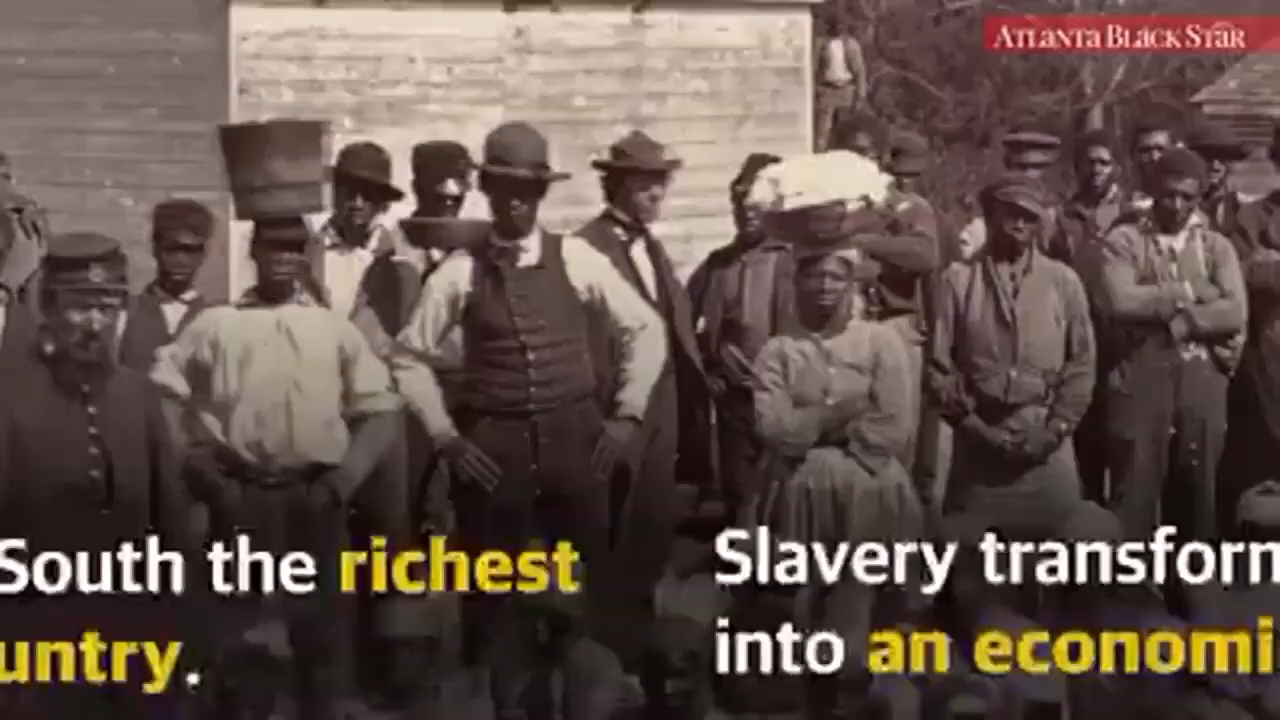 ATLANTA BLACK STAR
South the richest
untry.
Slavery transform
into an economi